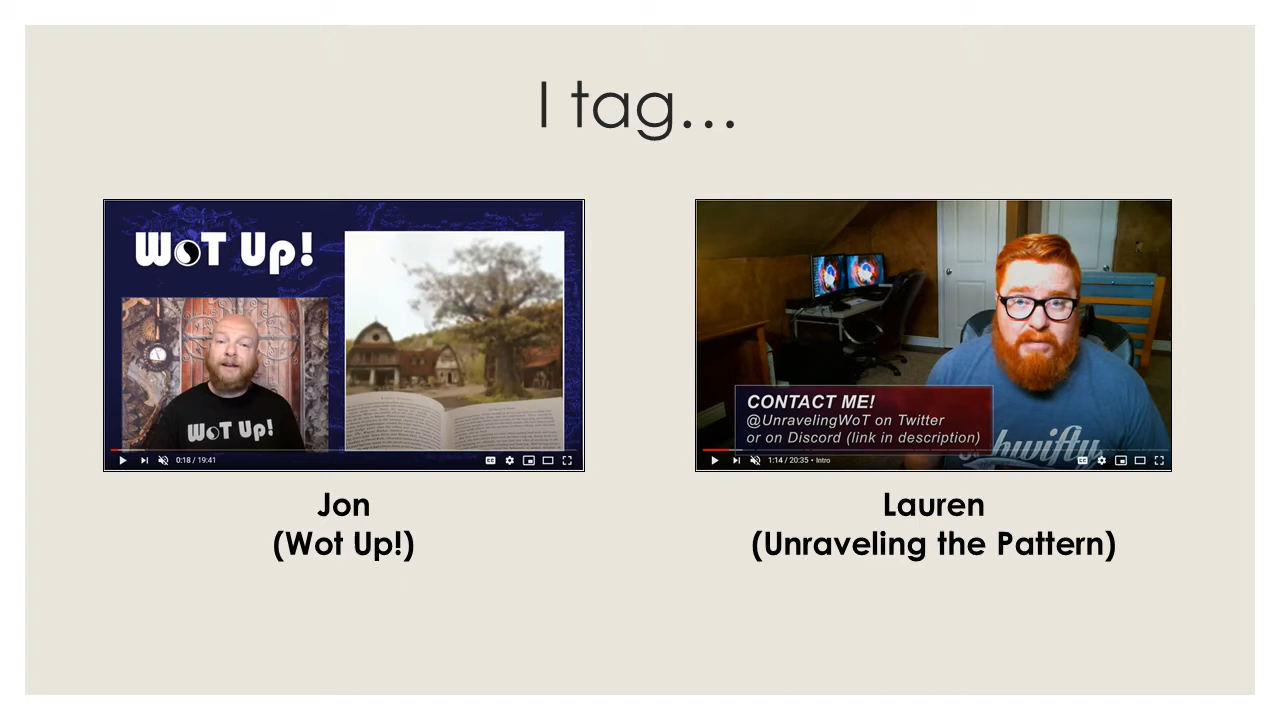 I tag...
WoT Up!
WoT Up!
0:18 / 19:41
CONTACT ME!
@UnravelingWoT on Twitter
or on Discord (link in description)
1:14 / 20:35 • Intro
Jon
(Wot Up!)
Lauren
(Unraveling the Pattern)